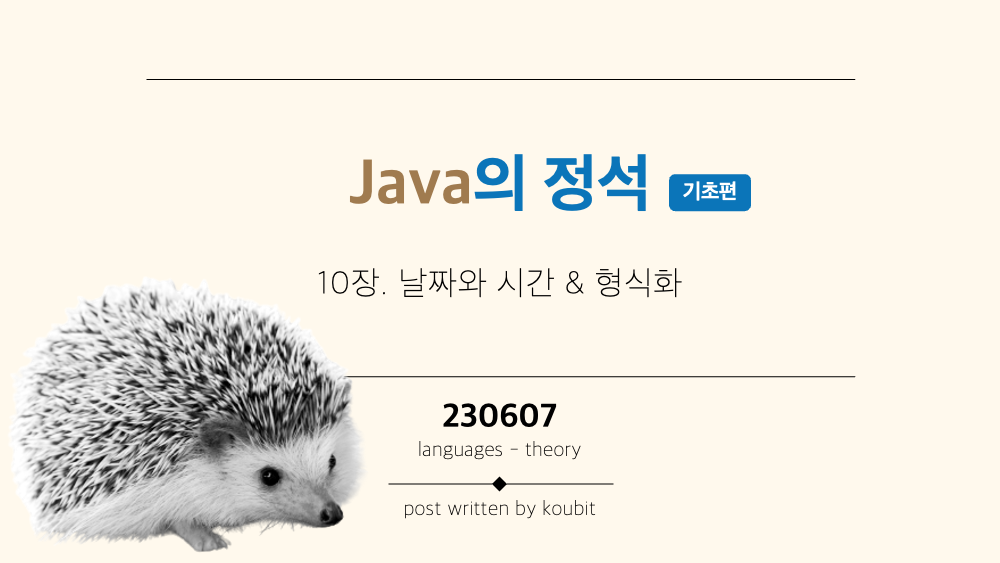 Java의 정석 기초편
10장. 날짜와 시간 & 형식화
230607
languages - theory
post written by koubit